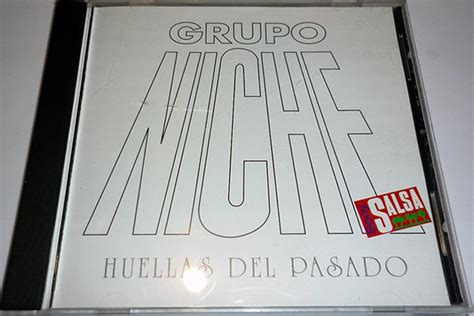 GRUPO
NICHE
SALSA
HUELLAS DEL PASADO